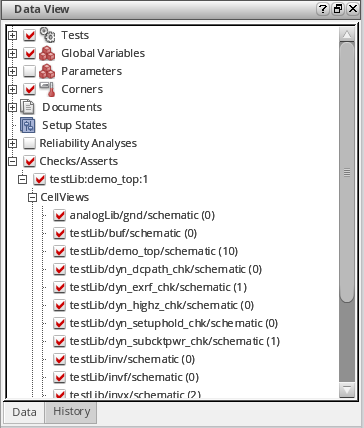 Data View
Tests
Global Variables
Parameters
Corners
Documents
Setup States
Reliability Analyses
Checks/Asserts
testLib:demo_top:1
CellViews
analogLib/gnd/schematic (0)
testLib/buf/schematic (0)
testLib/demo_top/schematic (10)
testLib/dyn_dcpath_chk/schematic (0)
testLib/dyn_exrf_chk/schematic (1)
testLib/dyn_highz_chk/schematic (0)
testLib/dyn_setuphold_chk/schematic (0)
testLib/dyn_subcktpwr_chk/schematic (1)
testLib/inv/schematic (0)
testLib/invf/schematic (0)
testLib/invx/schematic (2)
Data History